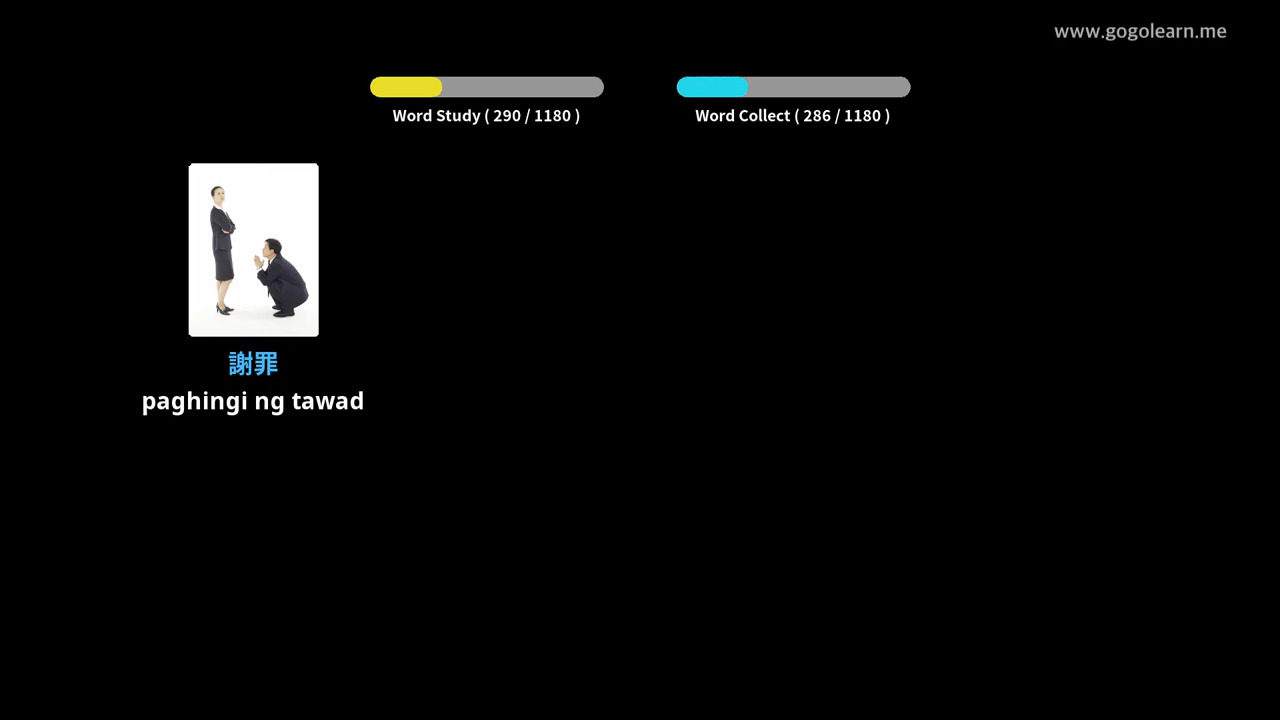 www.gogolearn.me
Word Study ( 290 / 1180 )
Word Collect ( 286 / 1180 )
謝罪
paghingi ng tawad